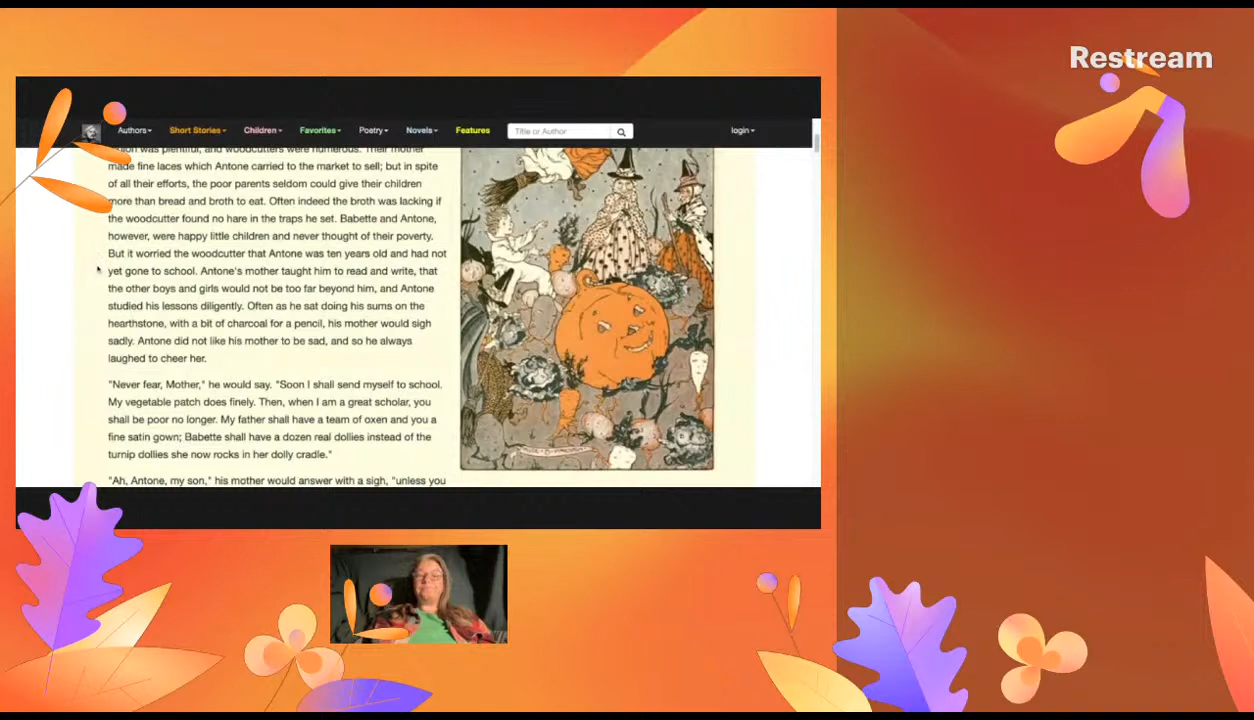 Restream
Authors
Short Stories
Children
Favorites
Poetry
Novels
Features
Title or Author
login
was plentiful, and woodcutters were numerous. Their mother
made fine laces which Antone carried to the market to sell; but in spite
of all their efforts, the poor parents seldom could give their children
more than bread and broth to eat. Often indeed the broth was lacking if
the woodcutter found no hare in the traps he set. Babette and Antone,
however, were happy little children and never thought of their poverty.
But it worried the woodcutter that Antone was ten years old and had not
yet gone to school. Antone's mother taught him to read and write, that
the other boys and girls would not be too far beyond him, and Antone
studied his lessons diligently. Often as he sat doing his sums on the
hearthstone, with a bit of charcoal for a pencil, his mother would sigh
sadly. Antone did not like his mother to be sad, and so he always
laughed to cheer her.
"Never fear, Mother," he would say. "Soon I shall send myself to school.
My vegetable patch does finely. Then, when I am a great scholar, you
shall be poor no longer. My father shall have a team of oxen and you a
fine satin gown; Babette shall have a dozen real dollies instead of the
turnip dollies she now rocks in her dolly cradle."
"Ah, Antone, my son," his mother would answer with a sigh, "unless you